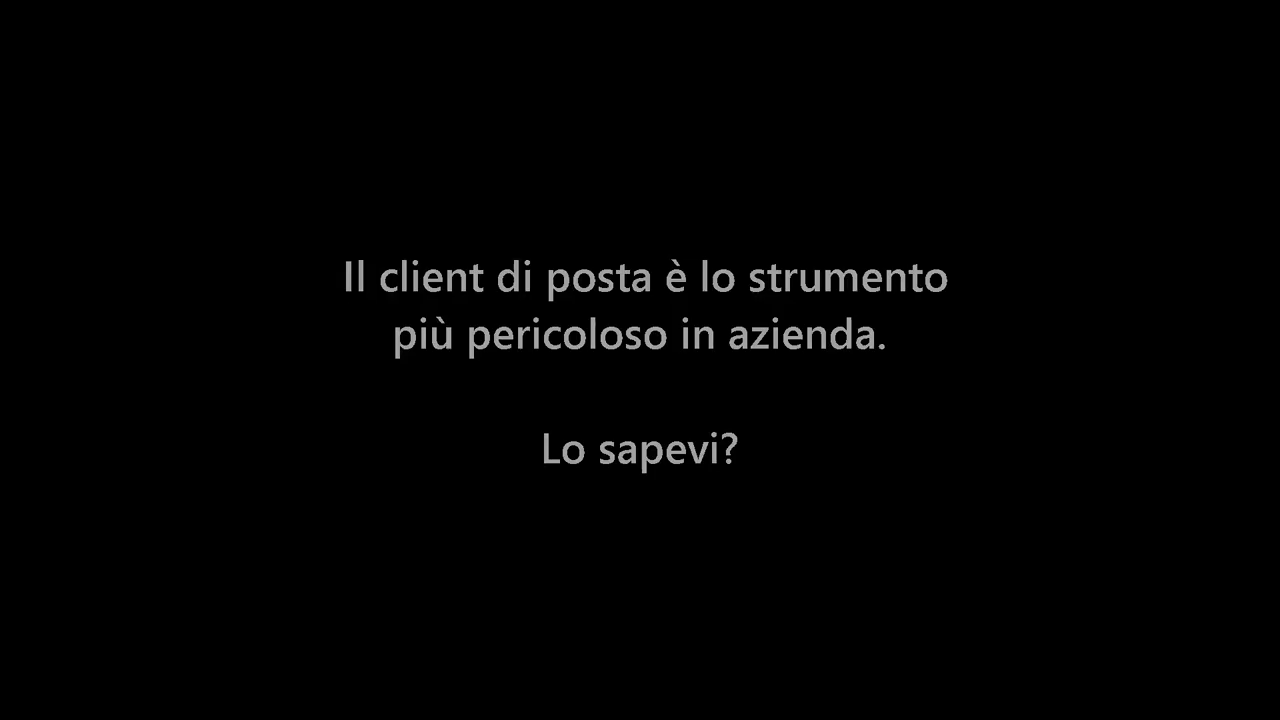 Il client di posta è lo strumento
più pericoloso in azienda.
Lo sapevi?